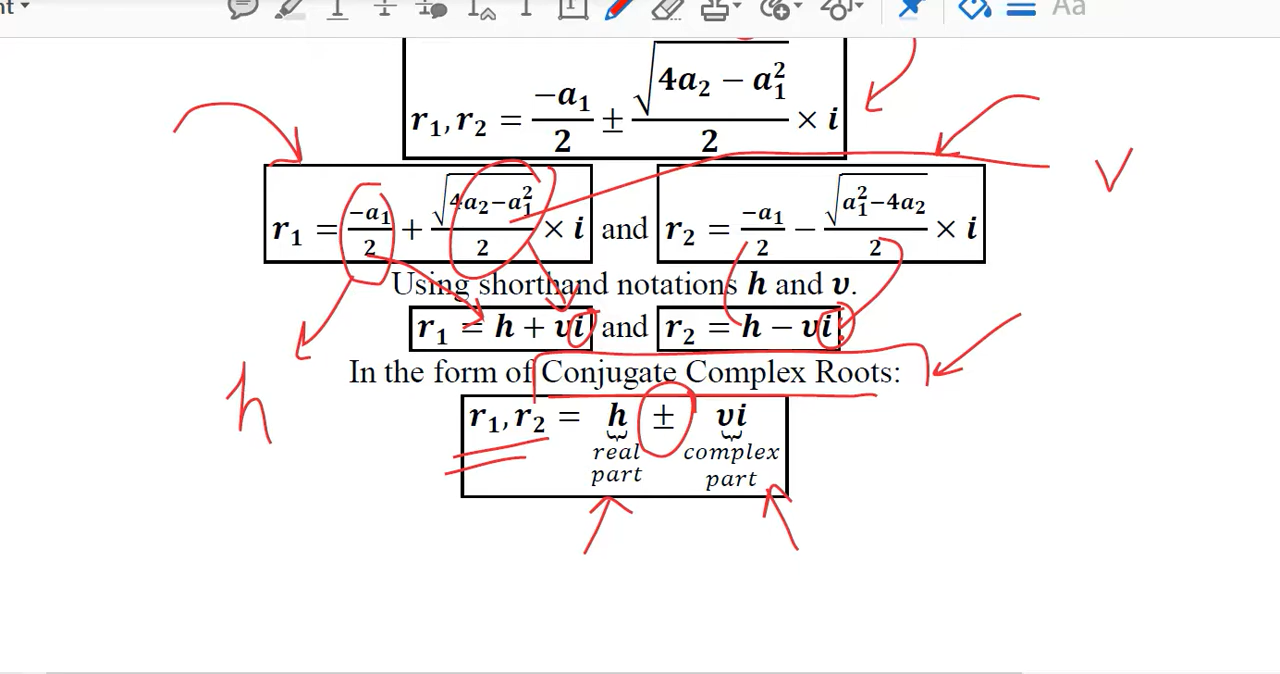 nt
T T T Aa
r₁, r₂ = -a₁/2 ± √(4a₂ − a₁²)/2 × i
r₁ = -a₁/2 + √(4a₂−a₁²)/2 × i and r₂ = -a₁/2 − √(a₁²−4a₂)/2 × i
v
Using shorthand notations h and v.
r₁ = h + vi and r₂ = h − vi
In the form of Conjugate Complex Roots:
h
r₁, r₂ = h ± vi
real complex
part part